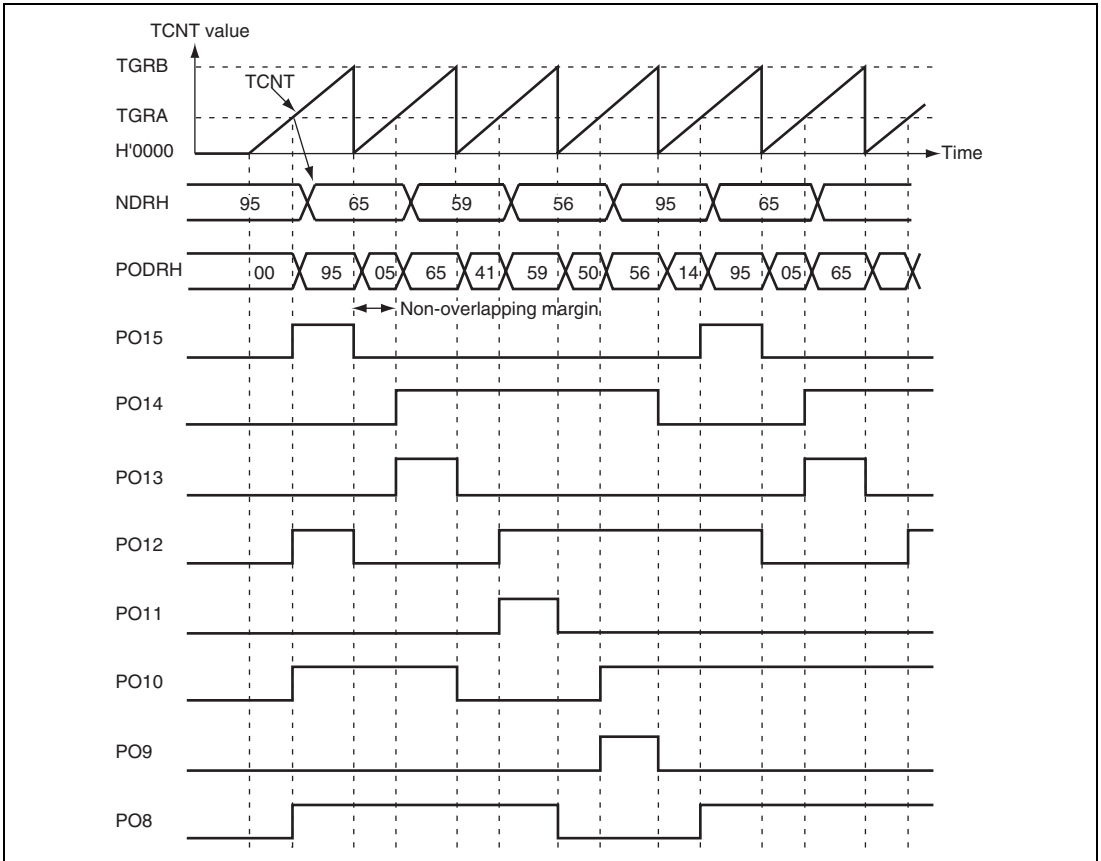 TCNT value
TGRB
TCNT
TGRA
H'0000
Time
NDRH 95 65 59 56 95 65
PODRH 00 95 05 65 41 59 50 56 14 95 05 65
Non-overlapping margin
PO15
PO14
PO13
PO12
PO11
PO10
PO9
PO8